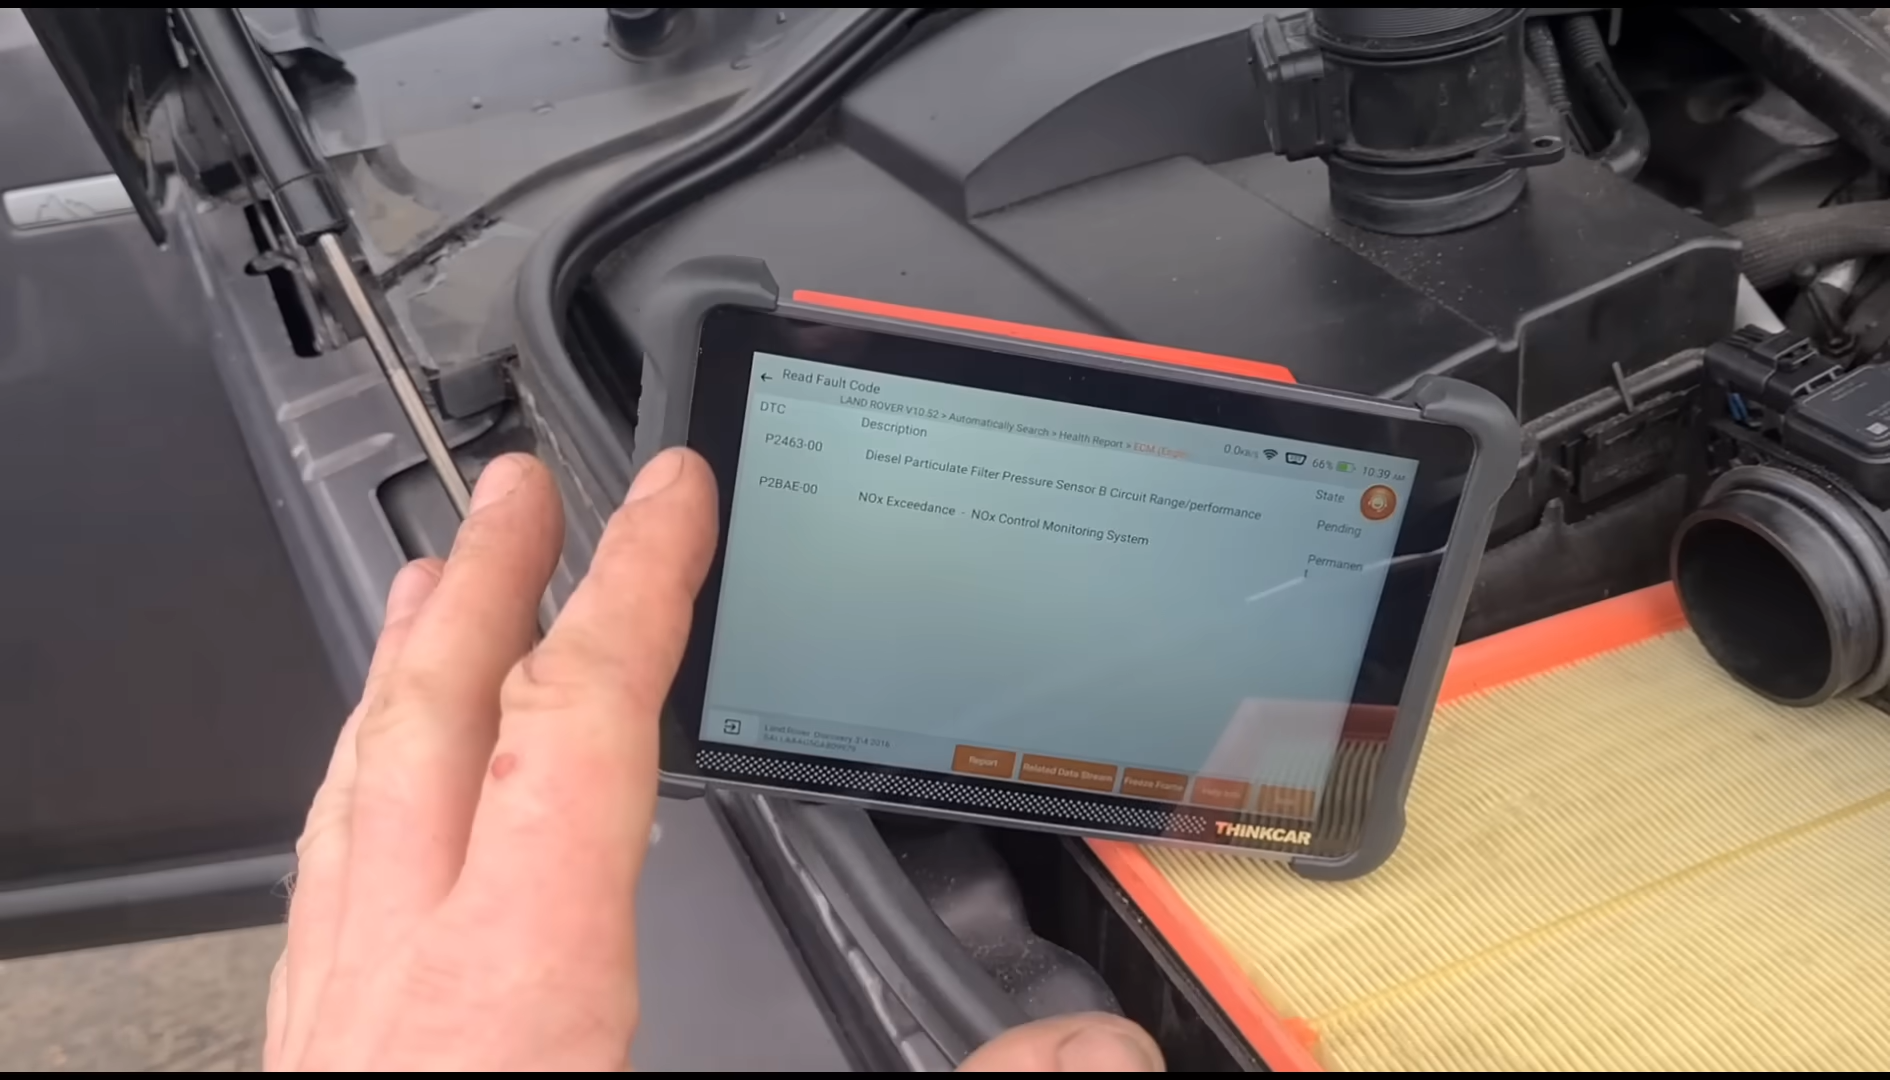 ← Read Fault Code
LAND ROVER V10.52 > Automatically Search > Health Report > ECM
0.0KB/s 66% 10:39 AM
DTC Description State
P2463-00 Diesel Particulate Filter Pressure Sensor B Circuit Range/performance Pending
P2BAE-00 NOx Exceedance - NOx Control Monitoring System Permanen
t
Land Rover Discovery 3\4 2016
Report Related Data Stream Freeze Frame
THINKCAR